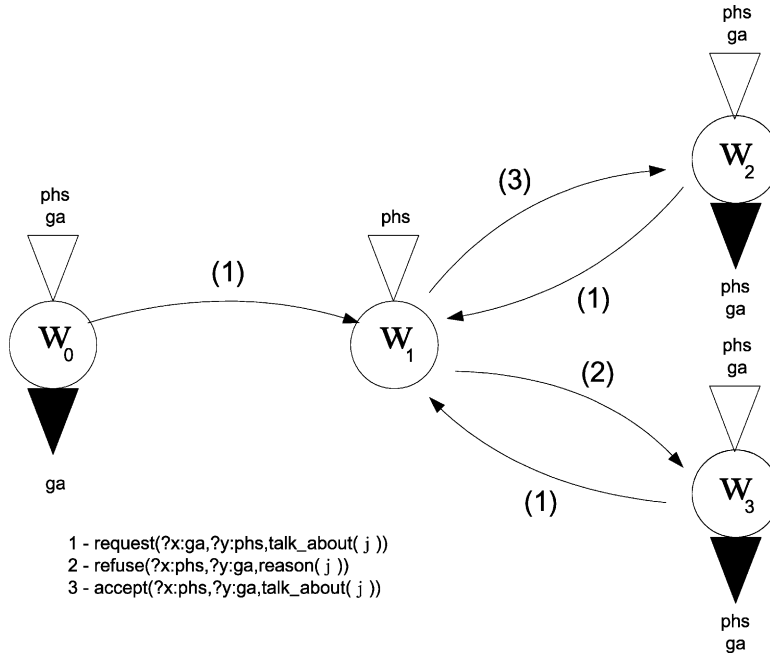 phs
ga
W2
(3)
phs
ga
phs
(1)
(1)
phs
ga
W0
W1
phs
ga
(2)
ga
(1)
W3
1 - request(?x:ga,?y:phs,talk_about( j ))
2 - refuse(?x:phs,?y:ga,reason( j ))
3 - accept(?x:phs,?y:ga,talk_about( j ))
phs
ga